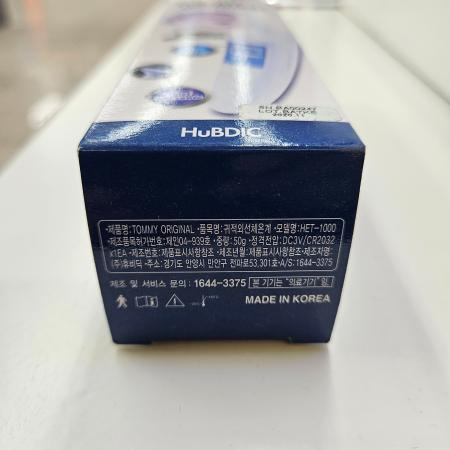 LOT.BATKE
HuBDIC
•제품명:TOMMY ORIGINAL •품목명:귀적외선체온계 •모델명:HET-1000
•제조품목허가번호:제인04-939호 •중량:50g •정격전압:DC3V/CR2032
x1EA •제조번호:제품표시사항참조 •제조년월:제품표시사항참조•제조자명:
(주)휴비딕 •주소:경기도 안양시 만안구 전파로53,301호•A/S:1644-3375
제조 및 서비스 문의 : 1644-3375 본 기기는 "의료기기"임.
MADE IN KOREA